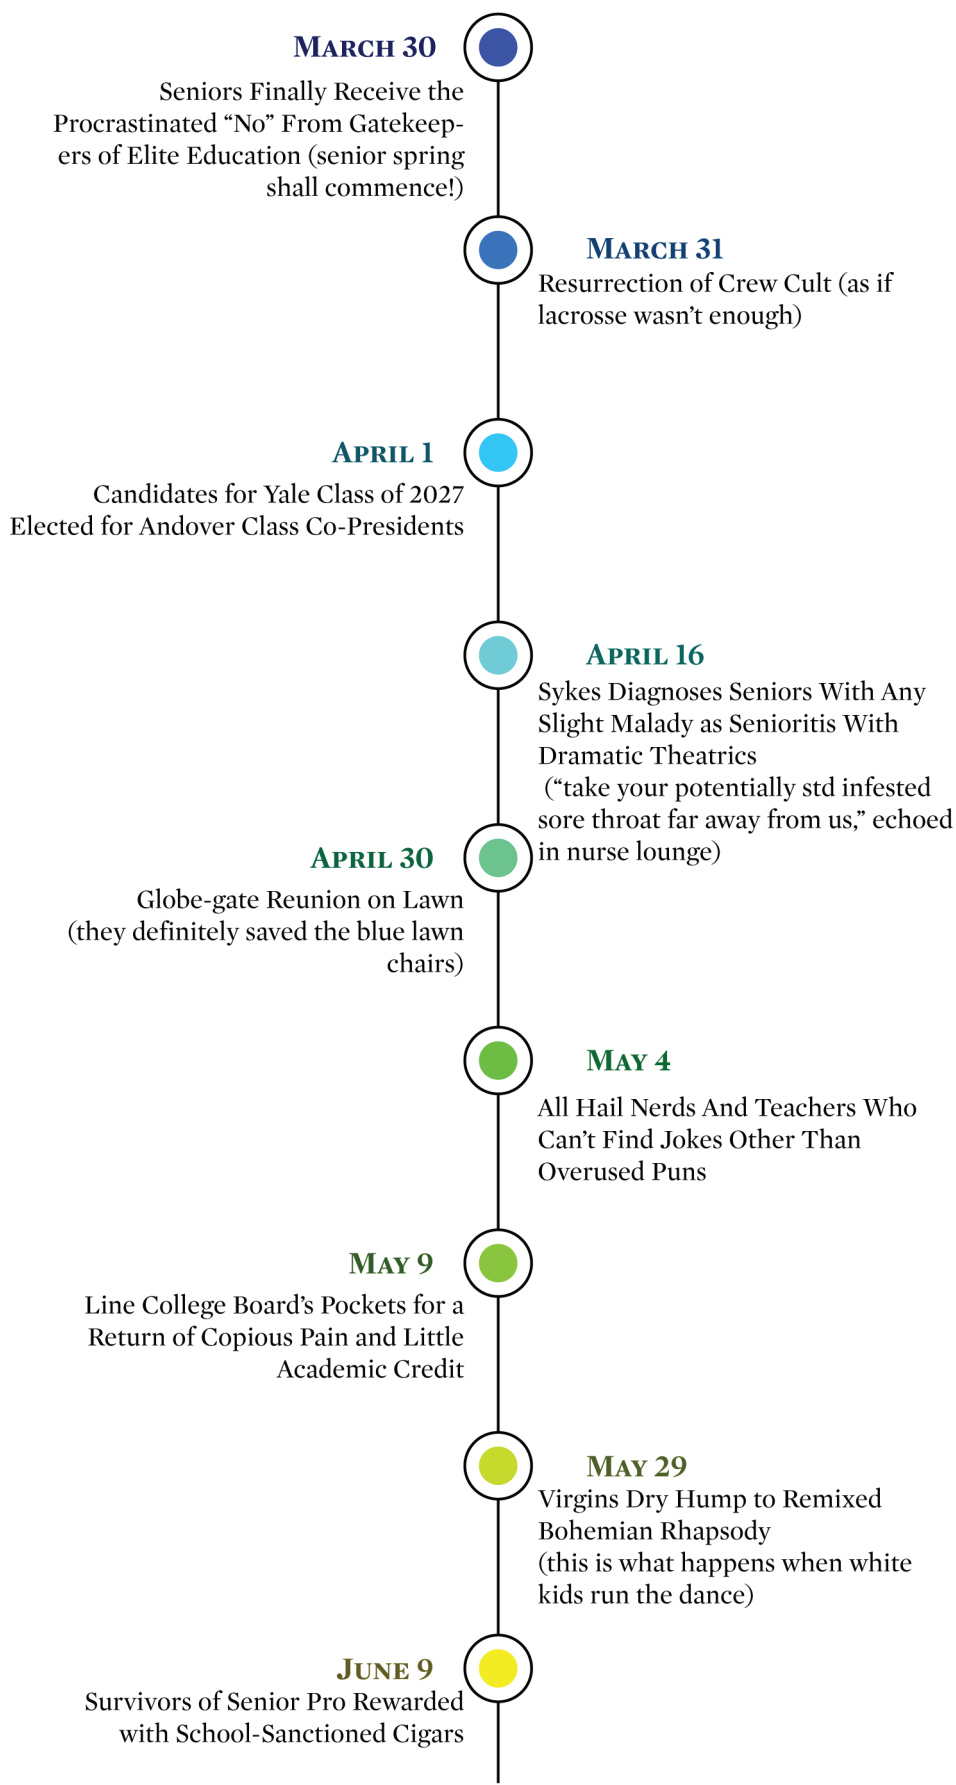 March 30
Seniors Finally Receive the
Procrastinated “No” From Gatekeep-
ers of Elite Education (senior spring
shall commence!)
March 31
Resurrection of Crew Cult (as if
lacrosse wasn’t enough)
April 1
Candidates for Yale Class of 2027
Elected for Andover Class Co-Presidents
April 16
Sykes Diagnoses Seniors With Any
Slight Malady as Senioritis With
Dramatic Theatrics
(“take your potentially std infested
sore throat far away from us,” echoed
in nurse lounge)
April 30
Globe-gate Reunion on Lawn
(they definitely saved the blue lawn
chairs)
May 4
All Hail Nerds And Teachers Who
Can’t Find Jokes Other Than
Overused Puns
May 9
Line College Board’s Pockets for a
Return of Copious Pain and Little
Academic Credit
May 29
Virgins Dry Hump to Remixed
Bohemian Rhapsody
(this is what happens when white
kids run the dance)
June 9
Survivors of Senior Pro Rewarded
with School-Sanctioned Cigars